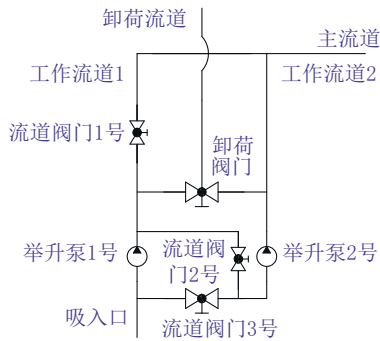 卸荷流道
主流道
工作流道1
工作流道2
流道阀门1号
卸荷
阀门
举升泵1号
流道阀
门2号
举升泵2号
吸入口
流道阀门3号